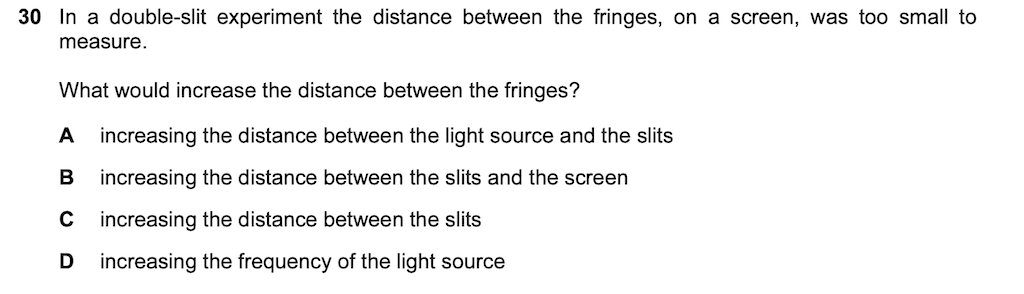 30 In a double-slit experiment the distance between the fringes, on a screen, was too small to
measure.
What would increase the distance between the fringes?
A increasing the distance between the light source and the slits
B increasing the distance between the slits and the screen
C increasing the distance between the slits
D increasing the frequency of the light source